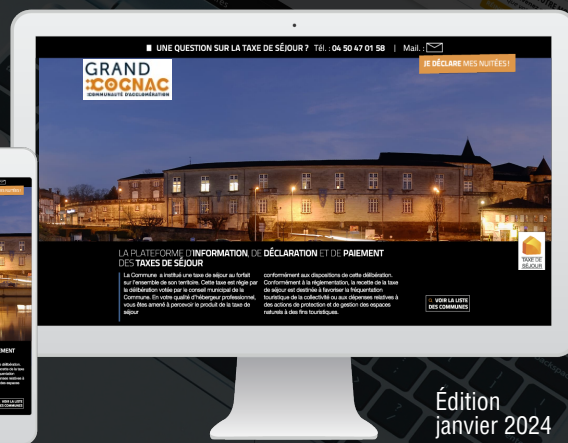 UNE QUESTION SUR LA TAXE DE SÉJOUR ? Tél. : 04 50 47 01 58 | Mail. :
GRAND
COGNAC
COMMUNAUTÉ D'AGGLOMÉRATION
JE DÉCLARE MES NUITÉES !
LA PLATEFORME D'INFORMATION, DE DÉCLARATION ET DE PAIEMENT
DES TAXES DE SÉJOUR
La Commune a institué une taxe de séjour au forfait
sur l'ensemble de son territoire. Cette taxe est régie par
la délibération votée par le conseil municipal de la
Commune. En votre qualité d'hébergeur professionnel,
vous êtes amené à percevoir le produit de la taxe de
séjour
conformément aux dispositions de cette délibération.
Conformément à la réglementation, la recette de la taxe
de séjour est destinée à favoriser la fréquentation
touristique de la collectivité ou aux dépenses relatives à
des actions de protection et de gestion des espaces
naturels à des fins touristiques.
TAXE DE
SÉJOUR
VOIR LA LISTE
DES COMMUNES
EMENT
VOIR LA LISTE
DES COMMUNES
Édition
janvier 2024